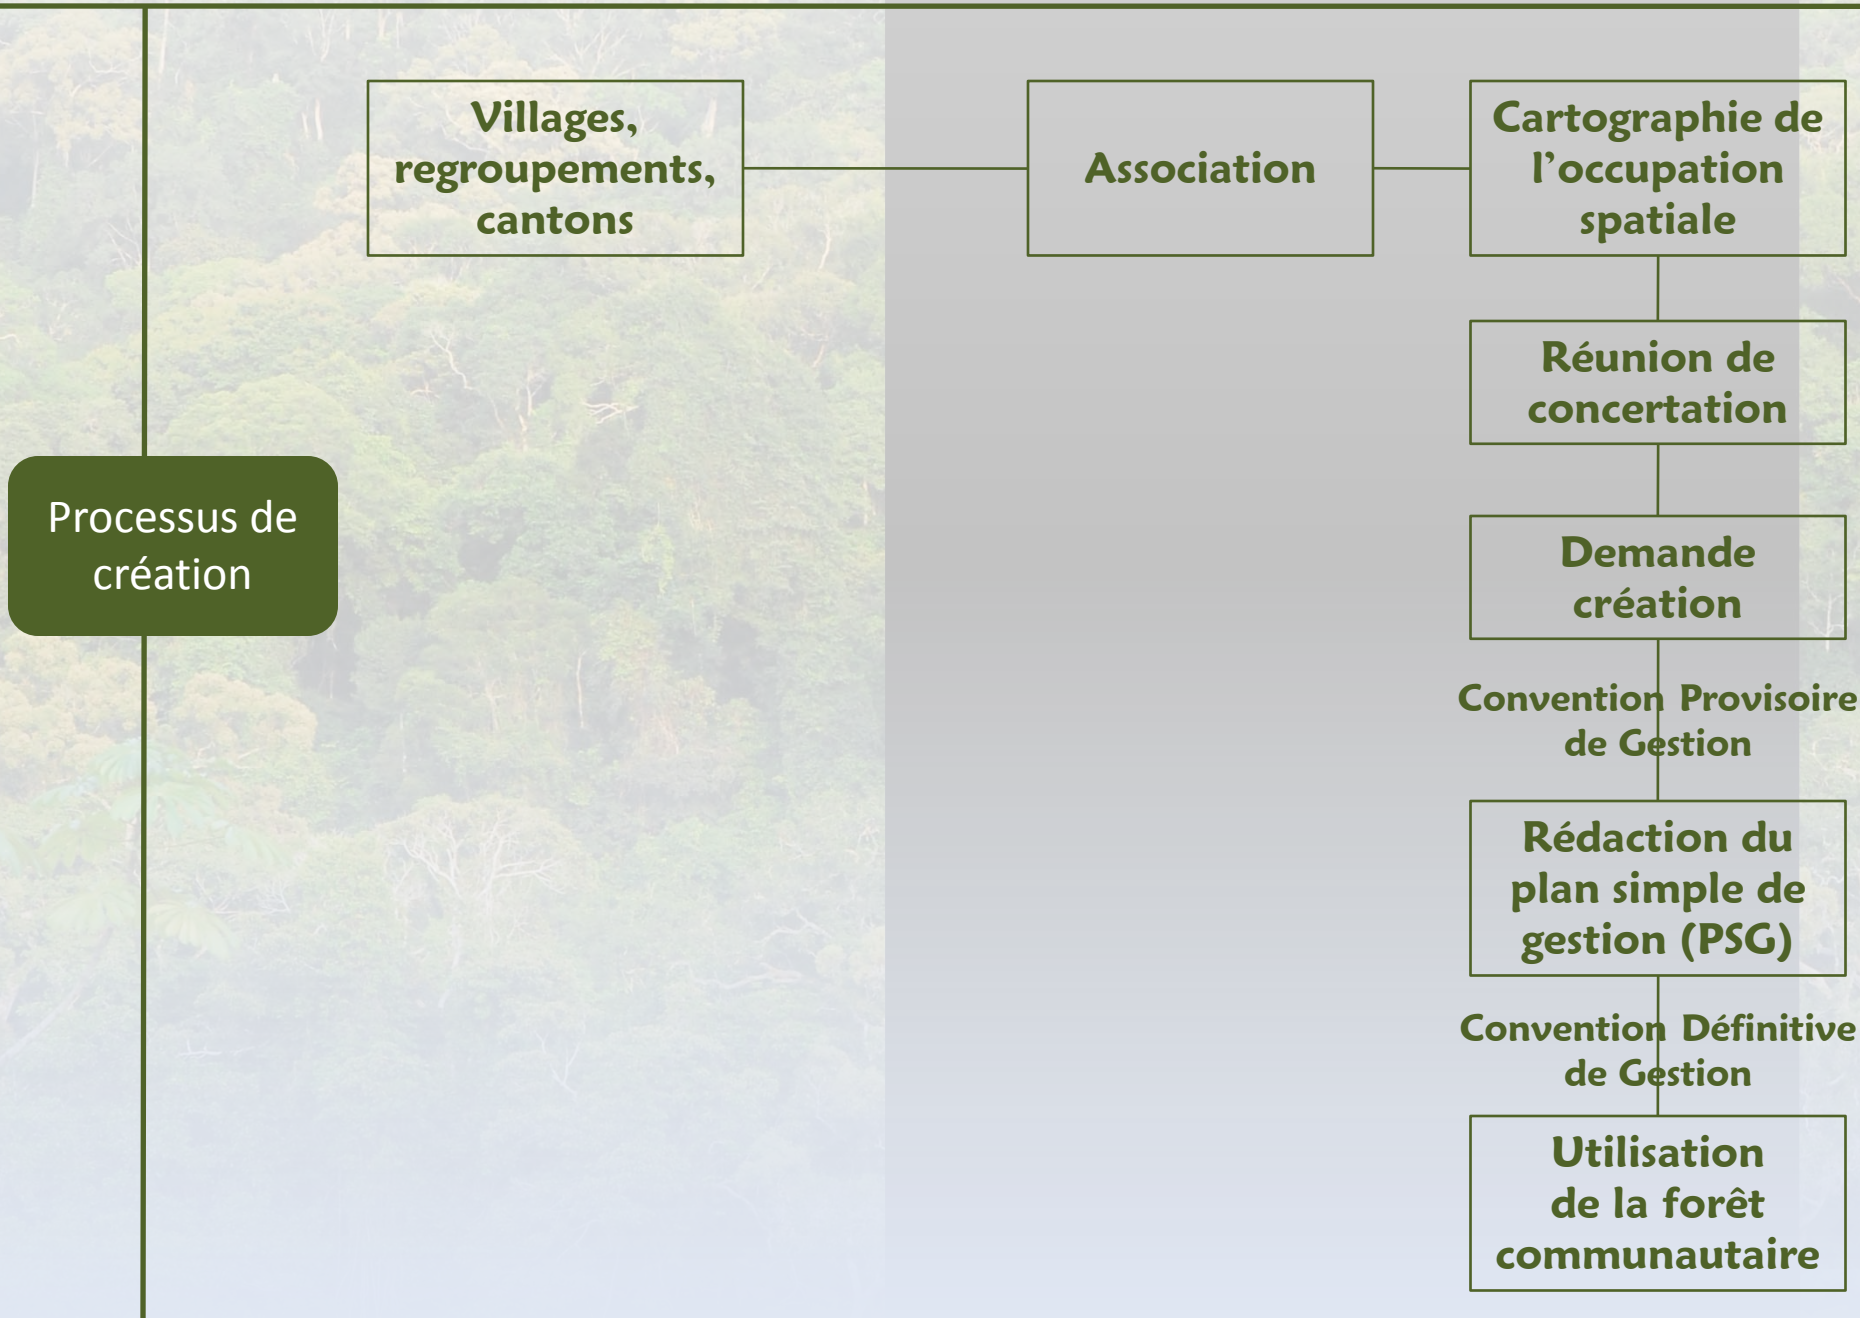 Villages,
regroupements,
cantons
Association
Cartographie de
l’occupation
spatiale
Réunion de
concertation
Processus de
création
Demande
création
Convention Provisoire
de Gestion
Rédaction du
plan simple de
gestion (PSG)
Convention Définitive
de Gestion
Utilisation
de la forêt
communautaire